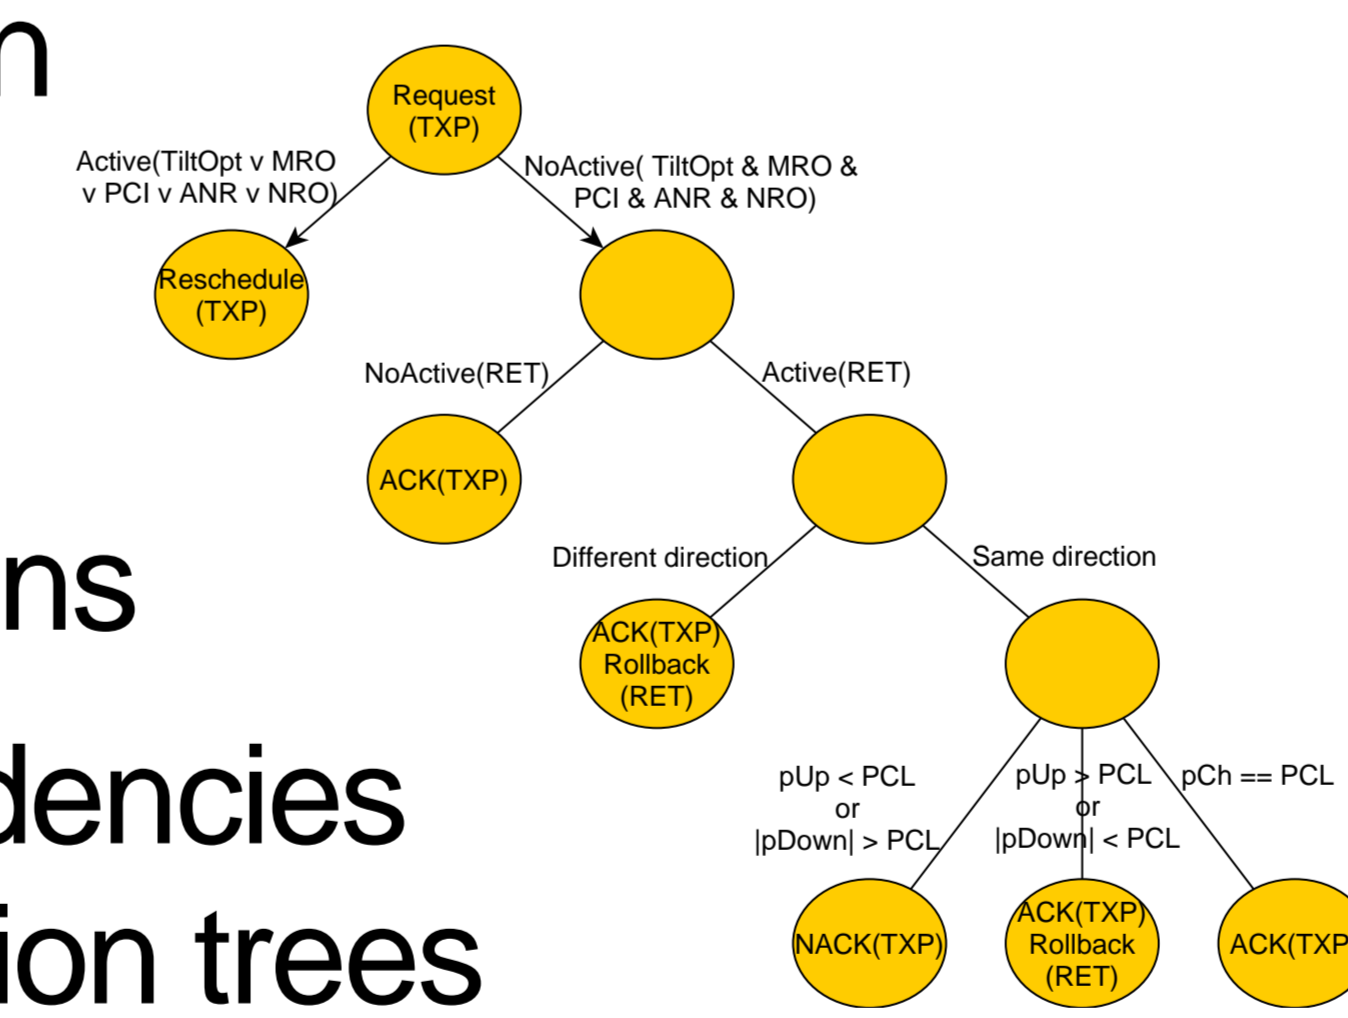 n
Request
(TXP)
Active(TiltOpt v MRO
v PCI v ANR v NRO)
NoActive( TiltOpt & MRO &
PCI & ANR & NRO)
Reschedule
(TXP)
NoActive(RET)
Active(RET)
ACK(TXP)
ns
Different direction
Same direction
ACK(TXP)
Rollback
(RET)
dencies
pUp < PCL
or
|pDown| > PCL
pUp > PCL
or
|pDown| < PCL
pCh == PCL
ion trees
NACK(TXP)
ACK(TXP)
Rollback
(RET)
ACK(TXP